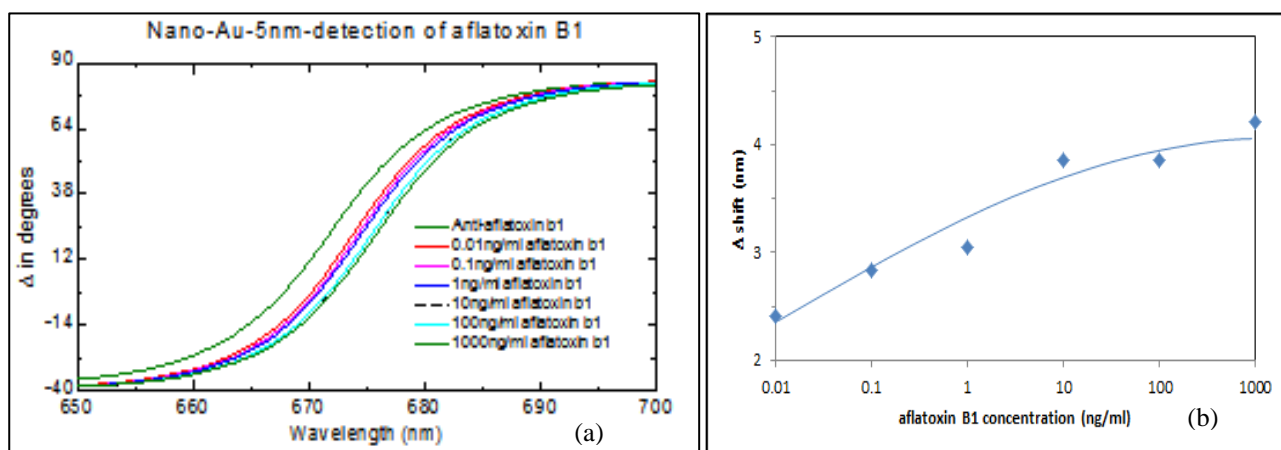 Nano-Au-5nm-detection of aflatoxin B1
90
64
38
12
-14
-40
Δ in degrees
Anti-aflatoxin b1
0.01ng/ml aflatoxin b1
0.1ng/ml aflatoxin b1
1ng/ml aflatoxin b1
10ng/ml aflatoxin b1
100ng/ml aflatoxin b1
1000ng/ml aflatoxin b1
650 660 670 680 690 700
Wavelength (nm)
(a)
5
4
3
2
Δ shift (nm)
0.01 0.1 1 10 100 1000
aflatoxin B1 concentration (ng/ml)
(b)